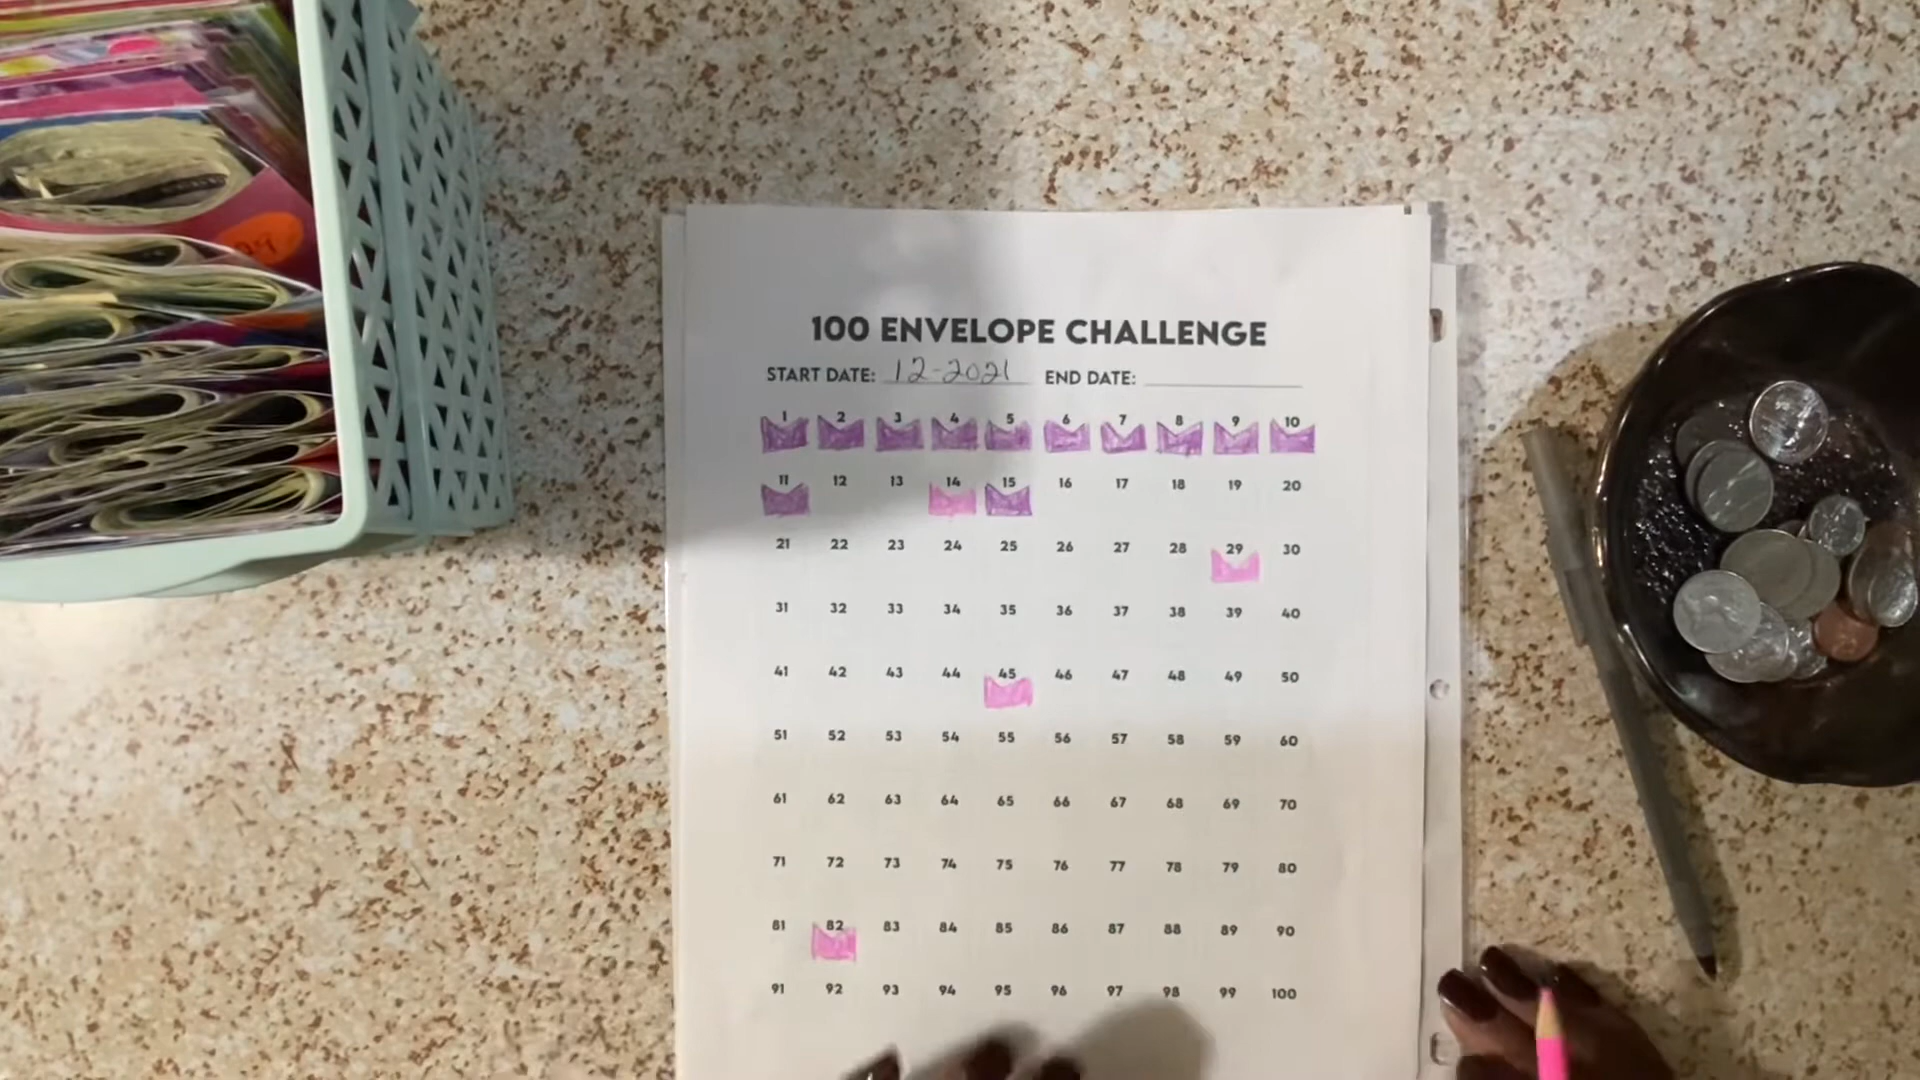 100 ENVELOPE CHALLENGE
START DATE: 12-2021 END DATE:
1 2 3 4 5 6 7 8 9 10
11 12 13 14 15 16 17 18 19 20
21 22 23 24 25 26 27 28 29 30
31 32 33 34 35 36 37 38 39 40
41 42 43 44 45 46 47 48 49 50
51 52 53 54 55 56 57 58 59 60
61 62 63 64 65 66 67 68 69 70
71 72 73 74 75 76 77 78 79 80
81 82 83 84 85 86 87 88 89 90
91 92 93 94 95 96 97 98 99 100